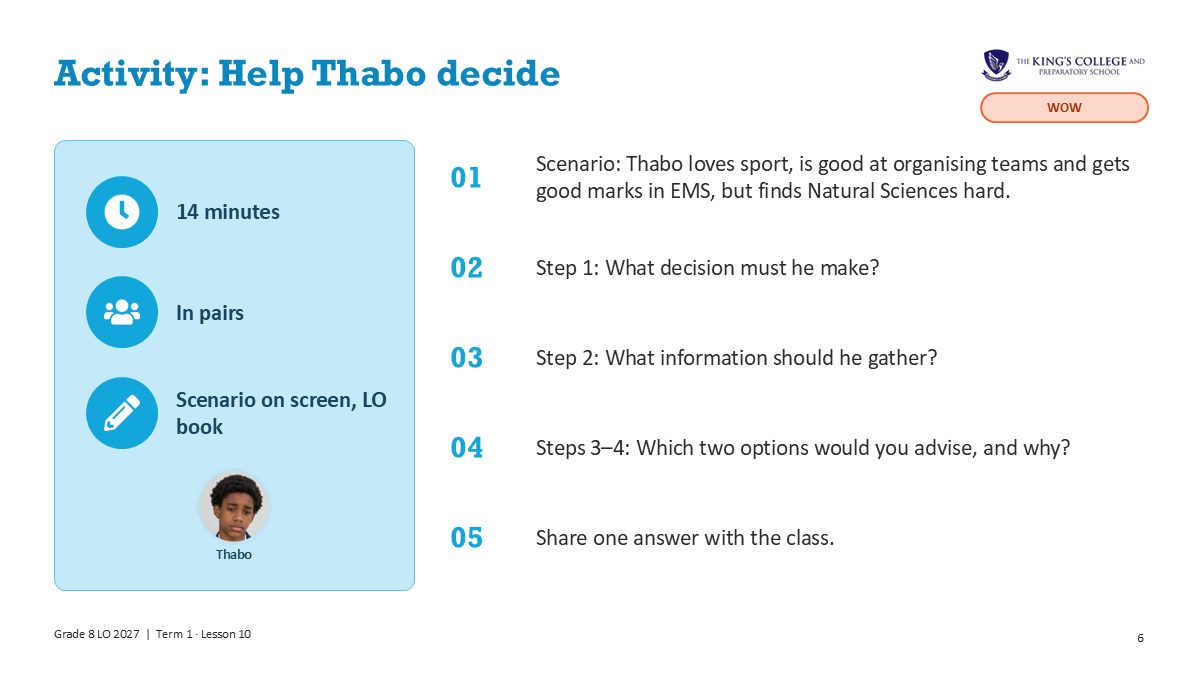 Activity: Help Thabo decide
THE KING'S COLLEGE AND
PREPARATORY SCHOOL
WOW
14 minutes
In pairs
Scenario on screen, LO
book
Thabo
01
Scenario: Thabo loves sport, is good at organising teams and gets
good marks in EMS, but finds Natural Sciences hard.
02
Step 1: What decision must he make?
03
Step 2: What information should he gather?
04
Steps 3–4: Which two options would you advise, and why?
05
Share one answer with the class.
Grade 8 LO 2027 | Term 1 · Lesson 10
6